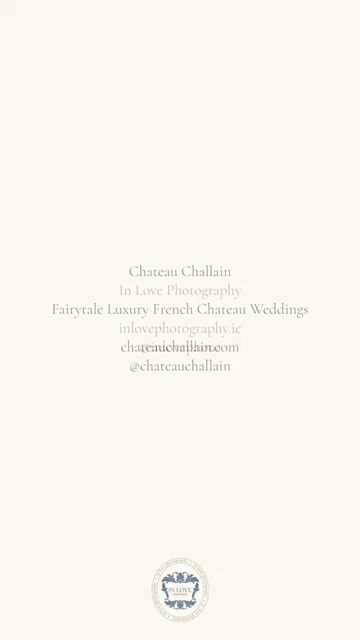 Chateau Challain
In Love Photography
Fairytale Luxury French Chateau Weddings
inlovephotography.ie
chateauchallain.com
@chateauchallain
IN LOVE